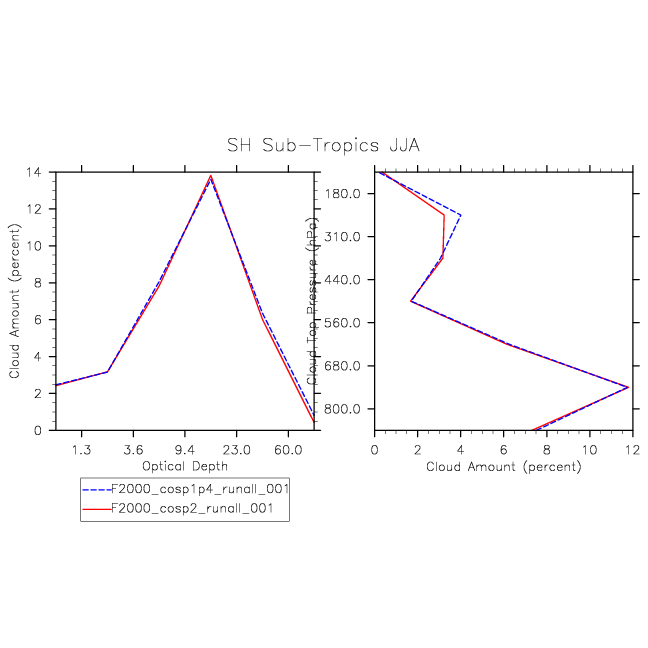 SH Sub-Tropics JJA
Cloud Amount (percent)
14
12
10
8
6
4
2
0
1.3 3.6 9.4 23.0 60.0
Optical Depth
Cloud Top Pressure (hPa)
180.0
310.0
440.0
560.0
680.0
800.0
0 2 4 6 8 10 12
Cloud Amount (percent)
F2000_cosp1p4_runall_001
F2000_cosp2_runall_001